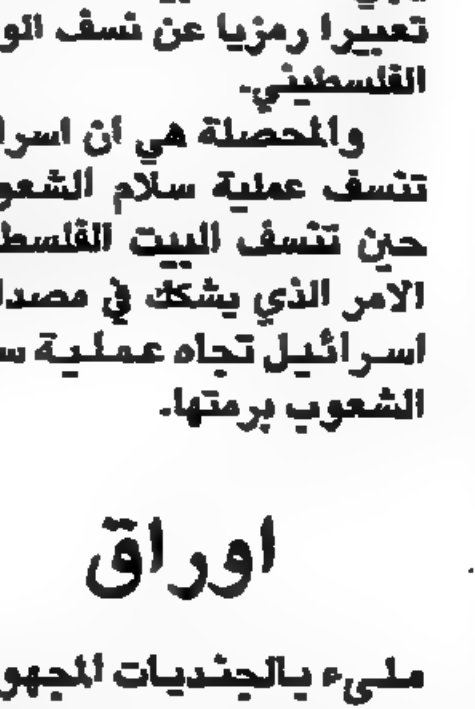 تعبيرا رمزيا عن نسف الو
الفلسطيني.
والمحصلة هي ان اسرا
تنسف عملية سلام الشعو
حين تنسف البيت الفلسط
الامر الذي يشكك في مصدا
اسرائيل تجاه عملية س
الشعوب برمتها.
اوراق
مليء بالجنديات المجهو